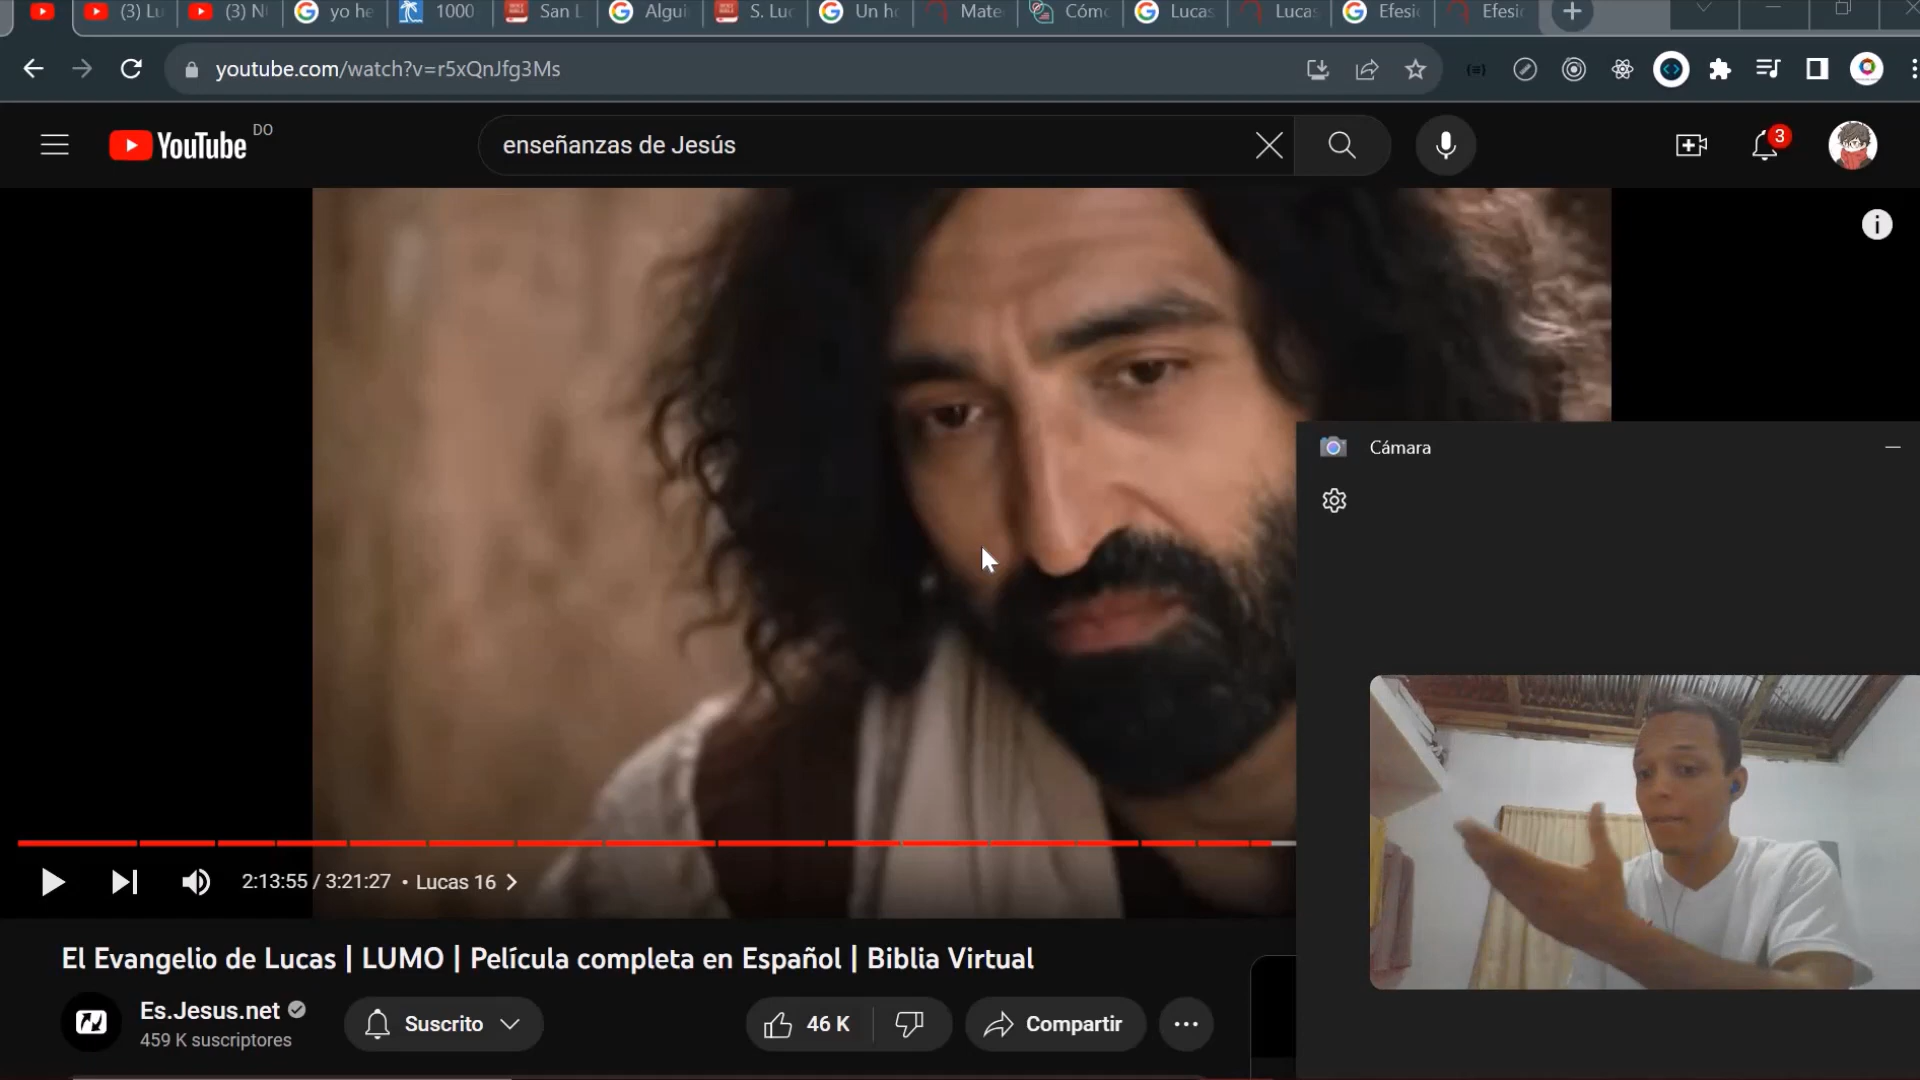 (3) Lu
(3) N
yo he
1000
San L
Algui
S. Luc
Un ho
Mate
Cómo
Lucas
Lucas
Efesi
Efesi
youtube.com/watch?v=r5xQnJfg3Ms
YouTube DO
enseñanzas de Jesús
3
Cámara
2:13:55 / 3:21:27 • Lucas 16
El Evangelio de Lucas | LUMO | Película completa en Español | Biblia Virtual
Es.Jesus.net
459 K suscriptores
Suscrito
46 K
Compartir